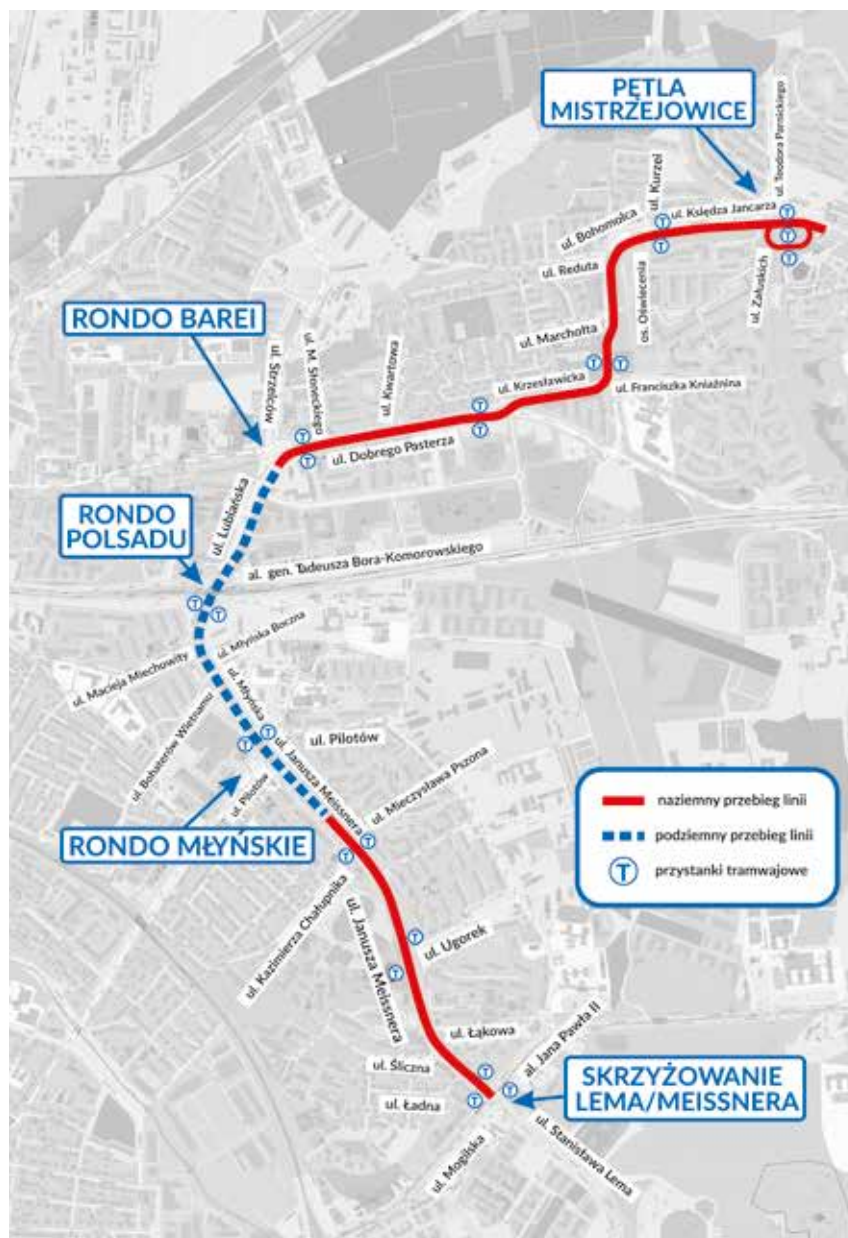 PĘTLA
MISTRZEJOWICE
ul. Teodora Parnickiego
ul. Kurzei
ul. Księdza Jancarza
ul. Bohomolca
ul. Reduta
os. Oświecenia
ul. Załuskich
ul. Marchołta
RONDO BAREI
ul. Strzelców
ul. M. Słoneckiego
ul. Kwartowa
ul. Krzesławicka
ul. Franciszka Kniaźnina
ul. Dobrego Pasterza
ul. Lublańska
RONDO
POLSADU
al. gen. Tadeusza Bora-Komorowskiego
ul. Młyńska Boczna
ul. Macieja Miechowity
ul. Młyńska
ul. Bohaterów Wietnamu
ul. Pilotów
ul. Janusza Meissnera
ul. Pilotów
ul. Mieczysława Pszona
RONDO MŁYŃSKIE
naziemny przebieg linii
podziemny przebieg linii
T przystanki tramwajowe
ul. Kazimierza Chałupnika
ul. Janusza Meissnera
ul. Ugorek
ul. Łąkowa
al. Jana Pawła II
ul. Śliczna
ul. Ładna
SKRZYŻOWANIE
LEMA/MEISSNERA
ul. Mogilska
ul. Stanisława Lema